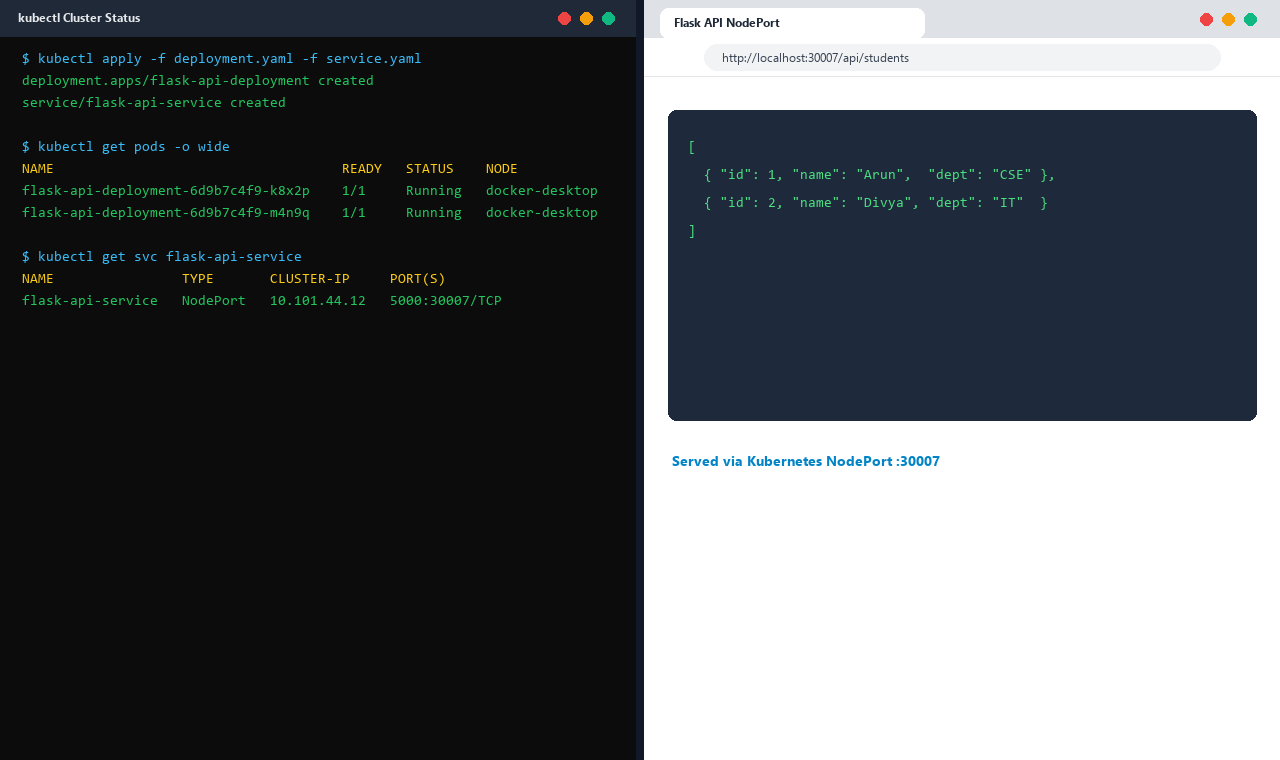 kubectl Cluster Status
$ kubectl apply -f deployment.yaml -f service.yaml
deployment.apps/flask-api-deployment created
service/flask-api-service created
$ kubectl get pods -o wide
NAME                                    READY   STATUS    NODE
flask-api-deployment-6d9b7c4f9-k8x2p    1/1     Running   docker-desktop
flask-api-deployment-6d9b7c4f9-m4n9q    1/1     Running   docker-desktop
$ kubectl get svc flask-api-service
NAME                TYPE       CLUSTER-IP     PORT(S)
flask-api-service   NodePort   10.101.44.12   5000:30007/TCP
Flask API NodePort
http://localhost:30007/api/students
[
  { "id": 1, "name": "Arun",  "dept": "CSE" },
  { "id": 2, "name": "Divya", "dept": "IT"  }
]
Served via Kubernetes NodePort :30007